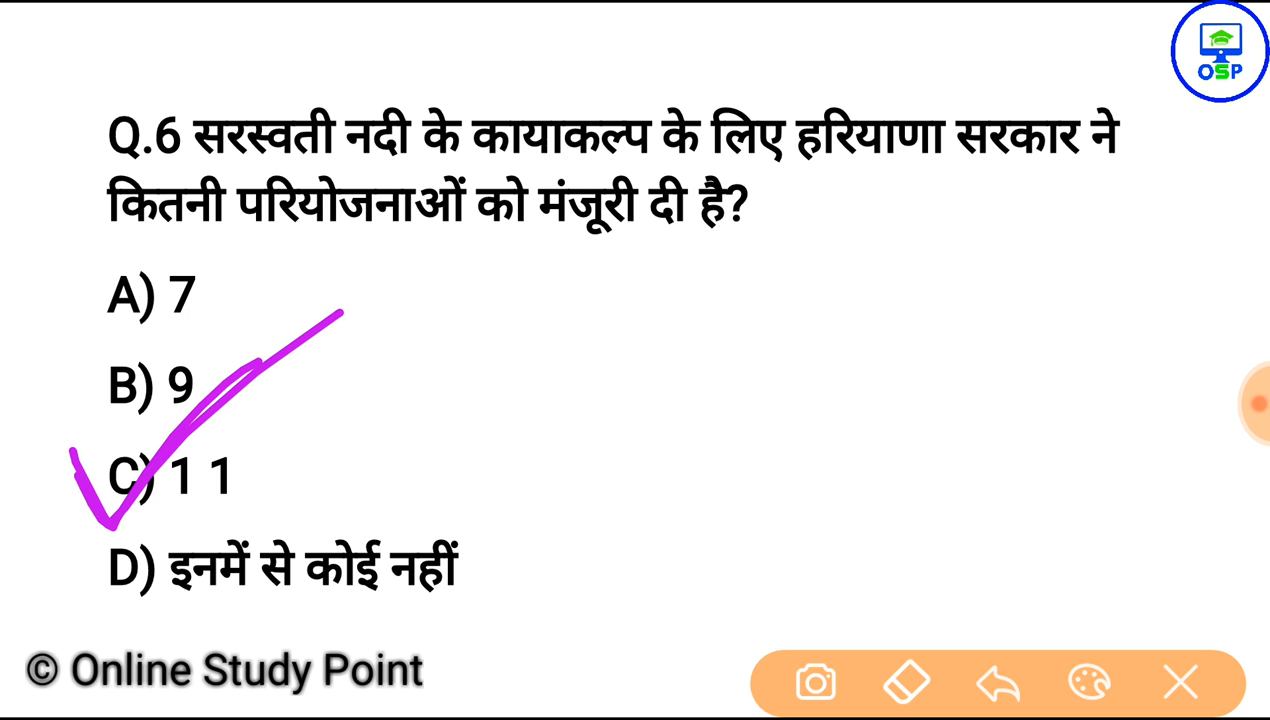 OSP
Q.6 सरस्वती नदी के कायाकल्प के लिए हरियाणा सरकार ने
कितनी परियोजनाओं को मंजूरी दी है?
A) 7
B) 9
C) 1 1
D) इनमें से कोई नहीं
© Online Study Point